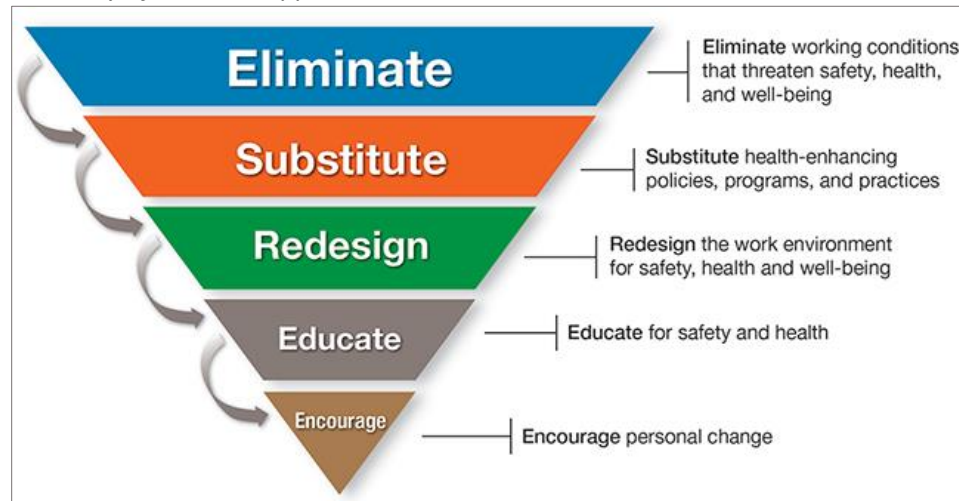 Eliminate
Eliminate working conditions
that threaten safety, health,
and well-being
Substitute
Substitute health-enhancing
policies, programs, and practices
Redesign
Redesign the work environment
for safety, health and well-being
Educate
Educate for safety and health
Encourage
Encourage personal change